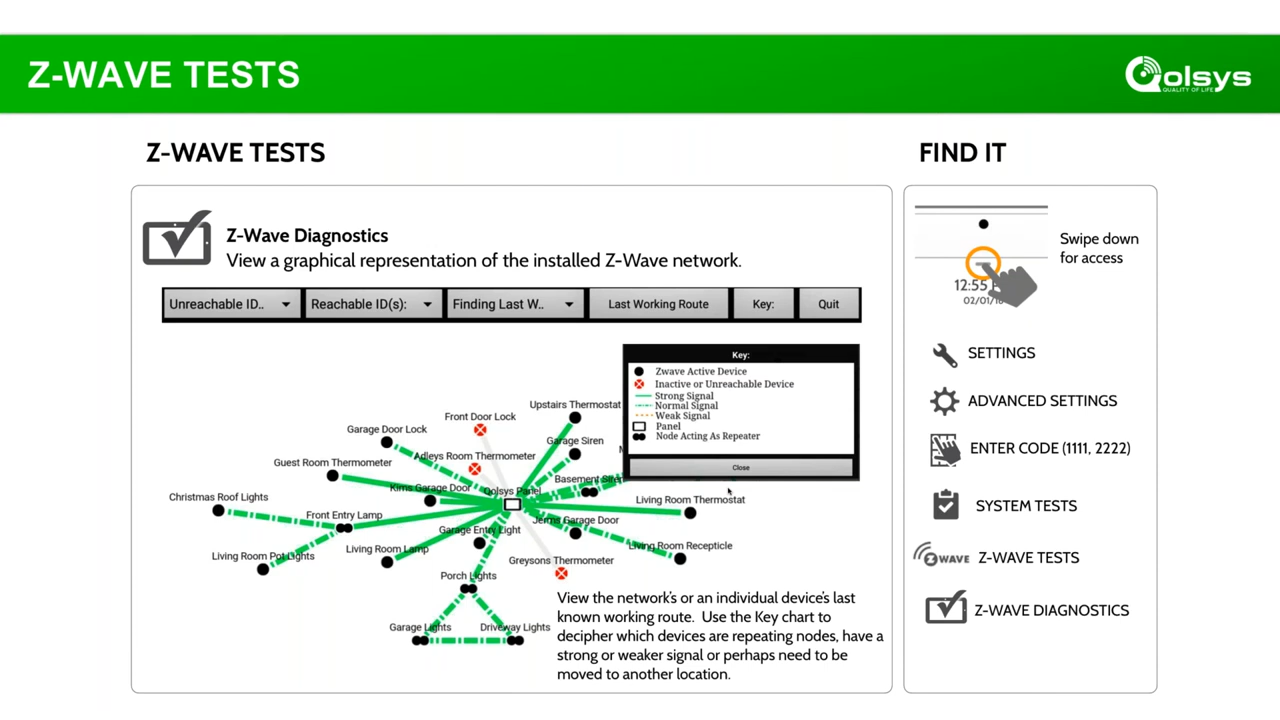 Z-WAVE TESTS
Qolsys
QUALITY OF LIFE
Z-WAVE TESTS
Z-Wave Diagnostics
View a graphical representation of the installed Z-Wave network.
Unreachable ID..
Reachable ID(s):
Finding Last W..
Last Working Route
Key:
Quit
Key:
Zwave Active Device
Inactive or Unreachable Device
Strong Signal
Normal Signal
Weak Signal
Panel
Node Acting As Repeater
Close
Upstairs Thermostat
Front Door Lock
Garage Door Lock
Garage Siren
Adleys Room Thermometer
Guest Room Thermometer
Basement Siren
Kims Garage Door
Qolsys Panel
Christmas Roof Lights
Living Room Thermostat
Front Entry Lamp
Jerms Garage Door
Garage Entry Light
Living Room Lamp
Living Room Recepticle
Living Room Pot Lights
Greysons Thermometer
Porch Lights
Garage Lights
Driveway Lights
View the network's or an individual device's last
known working route. Use the Key chart to
decipher which devices are repeating nodes, have a
strong or weaker signal or perhaps need to be
moved to another location.
FIND IT
Swipe down
for access
12:55
02/01/
SETTINGS
ADVANCED SETTINGS
ENTER CODE (1111, 2222)
SYSTEM TESTS
Z-WAVE TESTS
Z-WAVE DIAGNOSTICS